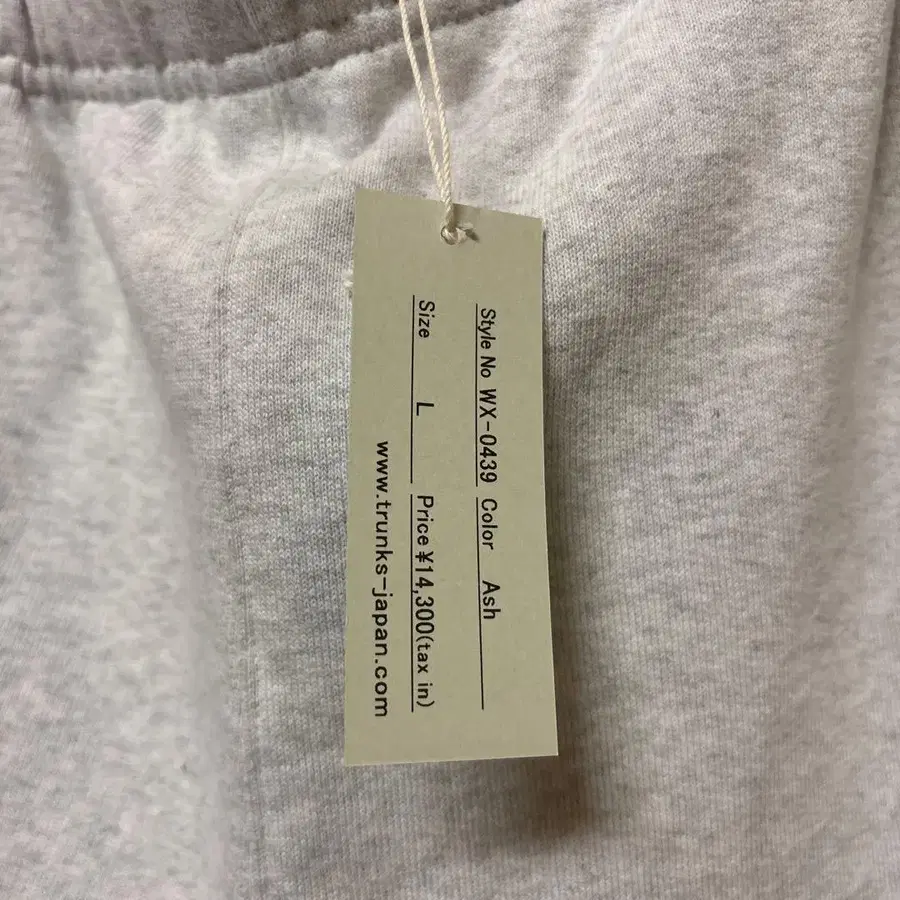 Style No WX-0439 Color Ash
Size L Price ¥14,300(tax in)
www.trunks-japan.com